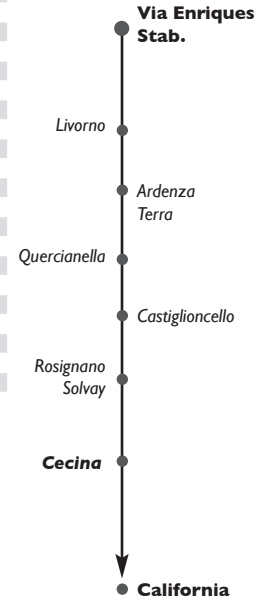 Via Enriques
Stab.
Livorno
Ardenza
Terra
Quercianella
Castiglioncello
Rosignano
Solvay
Cecina
California